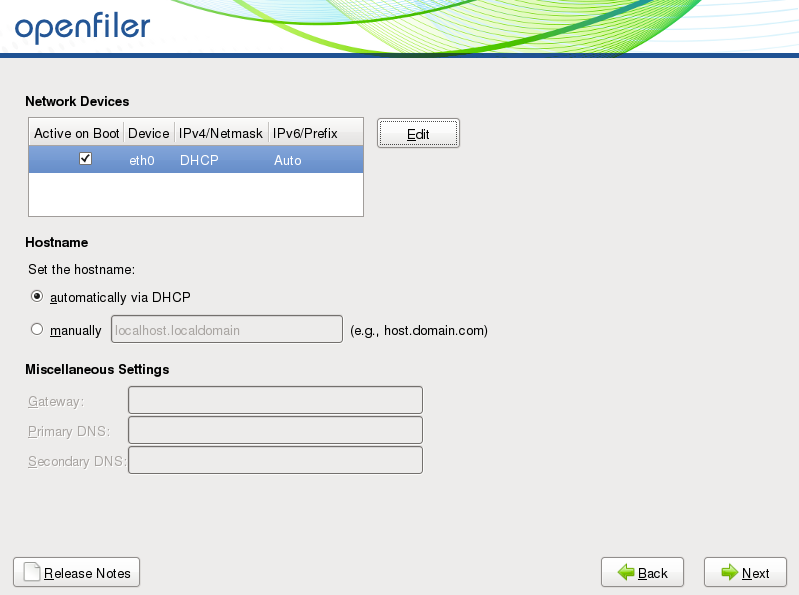 openfiler
Network Devices
Active on Boot Device IPv4/Netmask IPv6/Prefix
Edit
eth0 DHCP Auto
Hostname
Set the hostname:
automatically via DHCP
manually localhost.localdomain (e.g., host.domain.com)
Miscellaneous Settings
Gateway:
Primary DNS:
Secondary DNS:
Release Notes Back Next